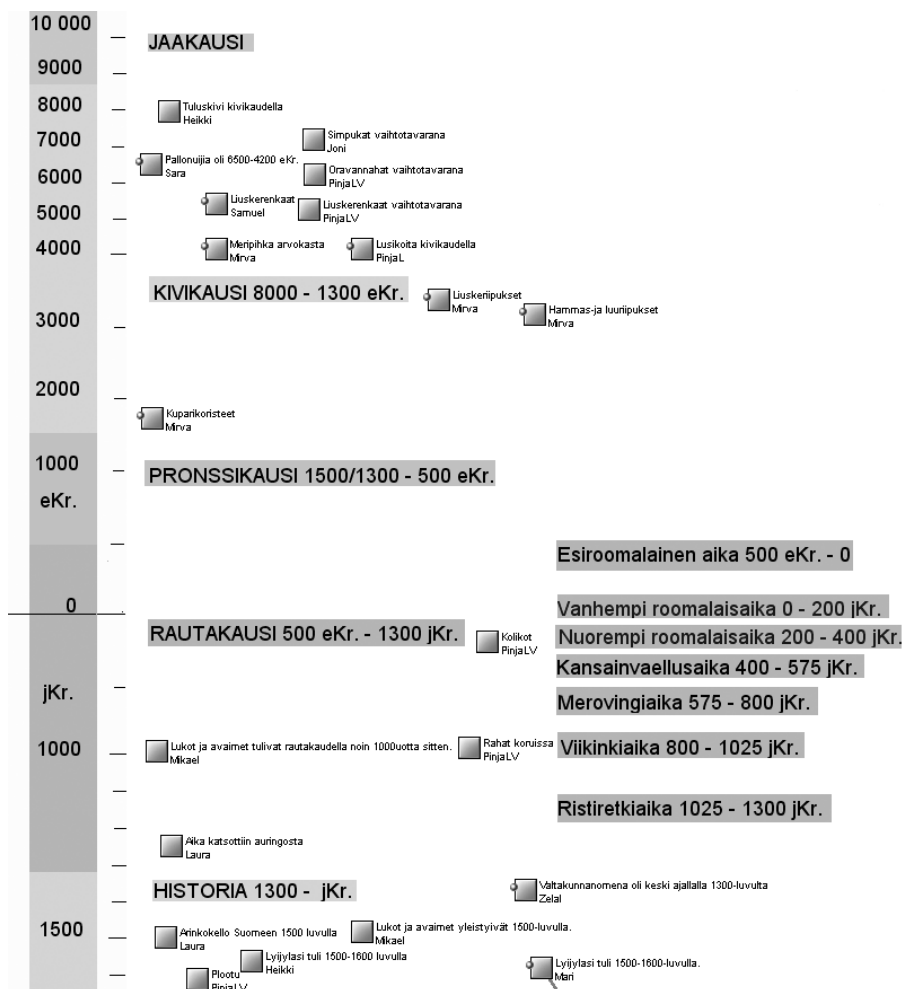 10 000
JAAKAUSI
9000
8000
Tuluskivi kivikaudella
Heikki
7000
Simpukat vaihtotavarana
Joni
Pallonuijia oli 6500-4200 eKr.
Sara
6000
Oravannahat vaihtotavarana
PinjaLV
Liuskerenkaat
Samuel
5000
Liuskerenkaat vaihtotavarana
PinjaLV
4000
Meripihka arvokasta
Mirva
Lusikoita kivikaudella
PinjaL
KIVIKAUSI 8000 - 1300 eKr.
Liuskeriipukset
Mirva
3000
Hammas-ja luuriipukset
Mirva
2000
Kuparikoristeet
Mirva
1000
eKr.
PRONSSIKAUSI 1500/1300 - 500 eKr.
Esiroomalainen aika 500 eKr. - 0
0
Vanhempi roomalaisaika 0 - 200 jKr.
RAUTAKAUSI 500 eKr. - 1300 jKr.
Kolikot
PinjaLV
Nuorempi roomalaisaika 200 - 400 jKr.
Kansainvaellusaika 400 - 575 jKr.
jKr.
Merovingiaika 575 - 800 jKr.
1000
Lukot ja avaimet tulivat rautakaudella noin 1000uotta sitten.
Mikael
Rahat koruissa
PinjaLV
Viikinkiaika 800 - 1025 jKr.
Ristiretkiaika 1025 - 1300 jKr.
Aika katsottiin auringosta
Laura
HISTORIA 1300 - jKr.
Valtakunnanomena oli keski ajallala 1300-luvulta
Zelal
1500
Arinkokello Suomeen 1500 luvulla
Laura
Lukot ja avaimet yleistyivät 1500-luvulla.
Mikael
Lyijylasi tuli 1500-1600 luvulla
Heikki
Lyijylasi tuli 1500-1600-luvulla.
Mari
Plootu
PinjaLV